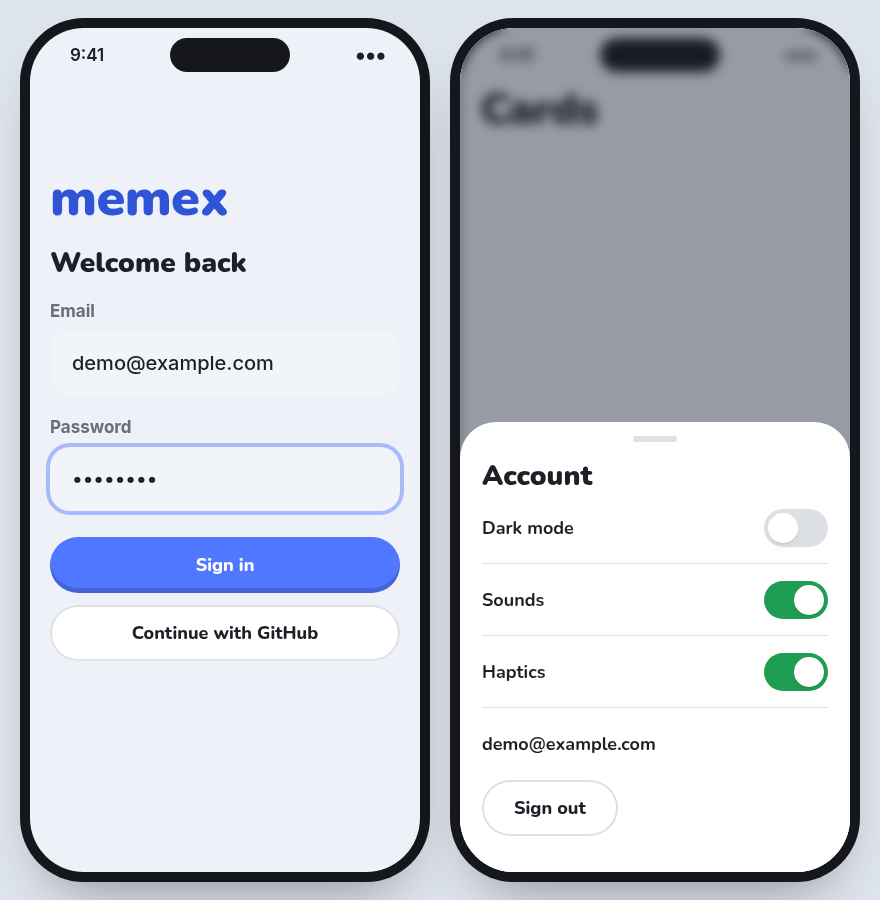 9:41
memex
Welcome back
Email
demo@example.com
Password
••••••••
Sign in
Continue with GitHub
Cards
Account
Dark mode
Sounds
Haptics
demo@example.com
Sign out